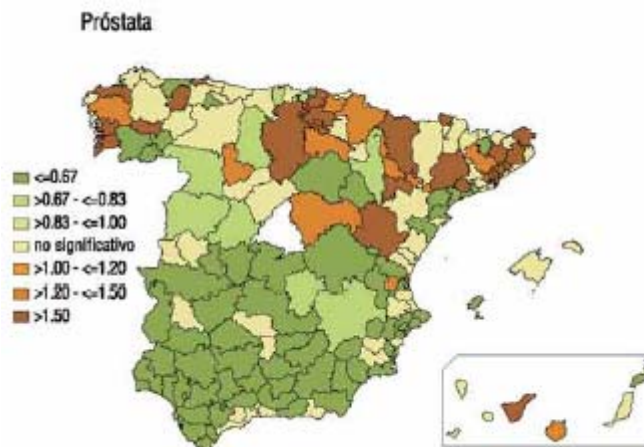 Próstata
<=0.67
>0.67 - <=0.83
>0.83 - <=1.00
no significativo
>1.00 - <=1.20
>1.20 - <=1.50
>1.50